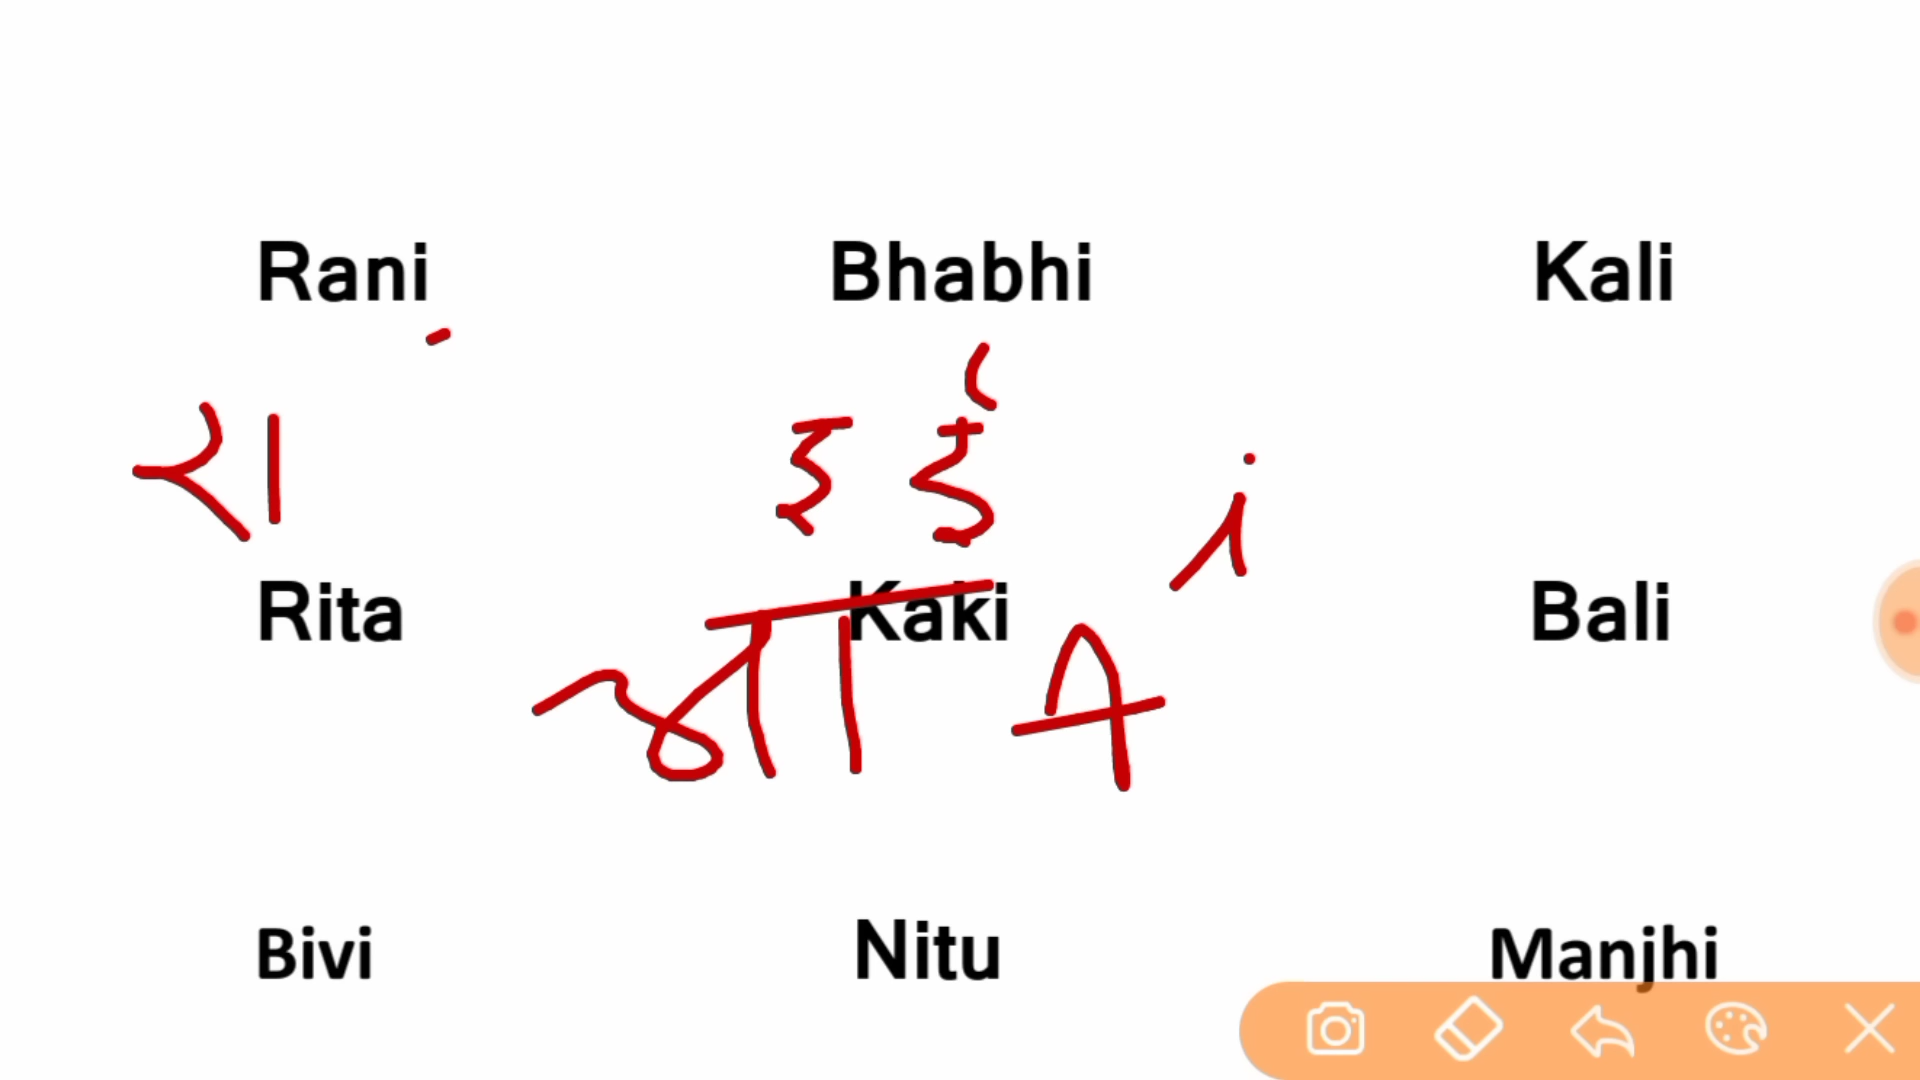 Rani Bhabhi Kali
रा इ ई i
Rita Kaki Bali
Bivi Nitu Manjhi